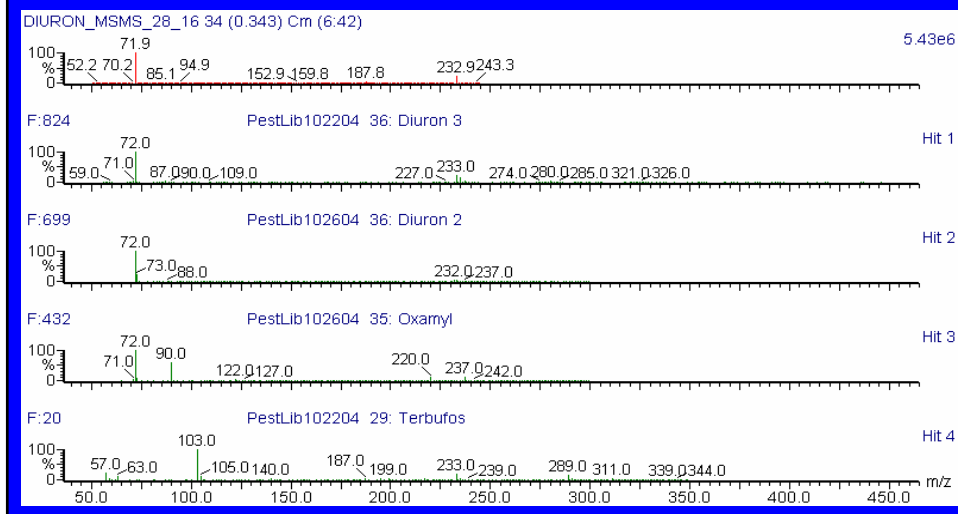 DIURON_MSMS_28_16 34 (0.343) Cm (6:42)
5.43e6
100
%
0
52.2 70.2 71.9 85.1 94.9 152.9 159.8 187.8 232.9 243.3
F:824 PestLib102204 36: Diuron 3 Hit 1
100
%
0
59.0 71.0 72.0 87.0 90.0 109.0 227.0 233.0 274.0 280.0 285.0 321.0 326.0
F:699 PestLib102604 36: Diuron 2 Hit 2
100
%
0
72.0 73.0 88.0 232.0 237.0
F:432 PestLib102604 35: Oxamyl Hit 3
100
%
0
71.0 72.0 90.0 122.0 127.0 220.0 237.0 242.0
F:20 PestLib102204 29: Terbufos Hit 4
100
%
0
57.0 63.0 103.0 105.0 140.0 187.0 199.0 233.0 239.0 289.0 311.0 339.0 344.0
50.0 100.0 150.0 200.0 250.0 300.0 350.0 400.0 450.0 m/z